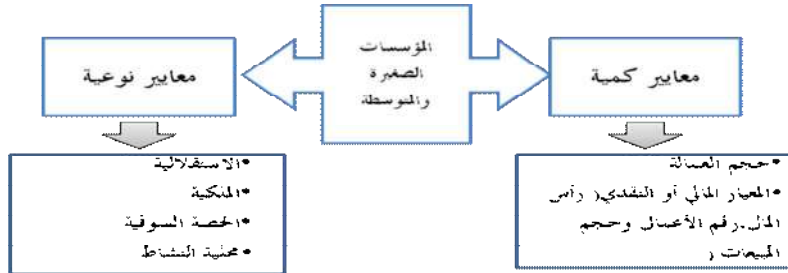 المؤسسات
الصغيرة
والمتوسطة
معايير كمية
معايير نوعية
•حجم العمالة
•المعيار المالي أو النقدي( رأس
المال،رقم الأعمال وحجم
المبيعات (
•الاستقلالية
•الملكية
•الحصة السوقية
•محلية النشاط